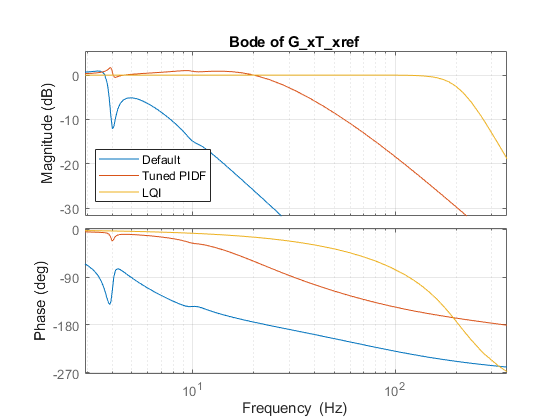 Bode of G_xT_xref
Magnitude (dB)
0
-10
-20
-30
Default
Tuned PIDF
LQI
Phase (deg)
0
-90
-180
-270
10^1
10^2
Frequency (Hz)